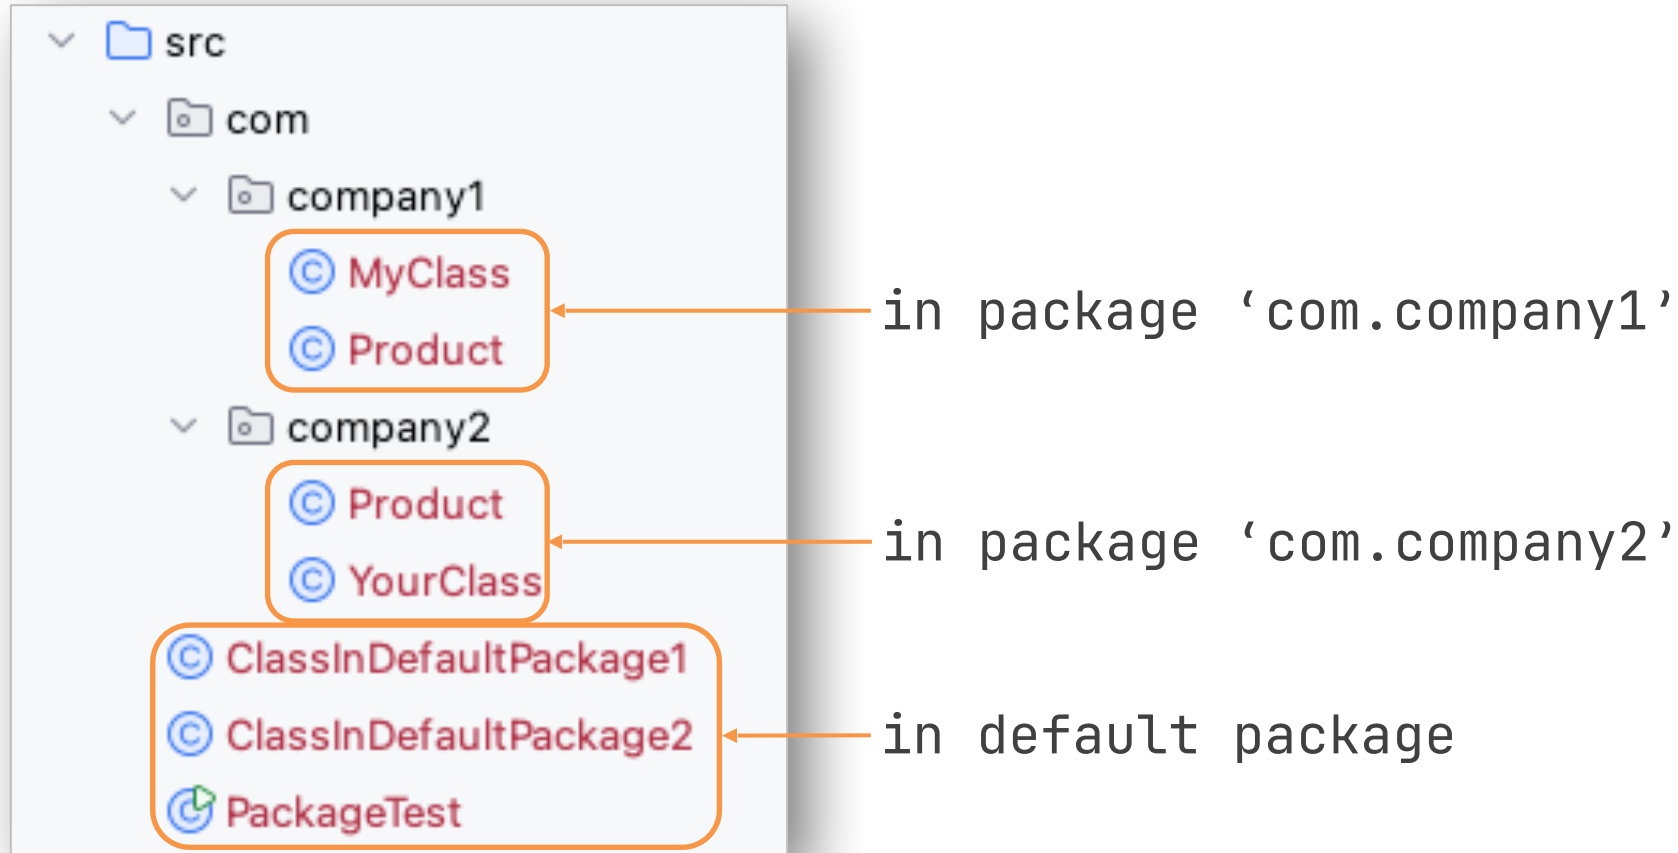 src
com
company1
MyClass
Product
in package ‘com.company1’
company2
Product
YourClass
in package ‘com.company2’
ClassInDefaultPackage1
ClassInDefaultPackage2
in default package
PackageTest